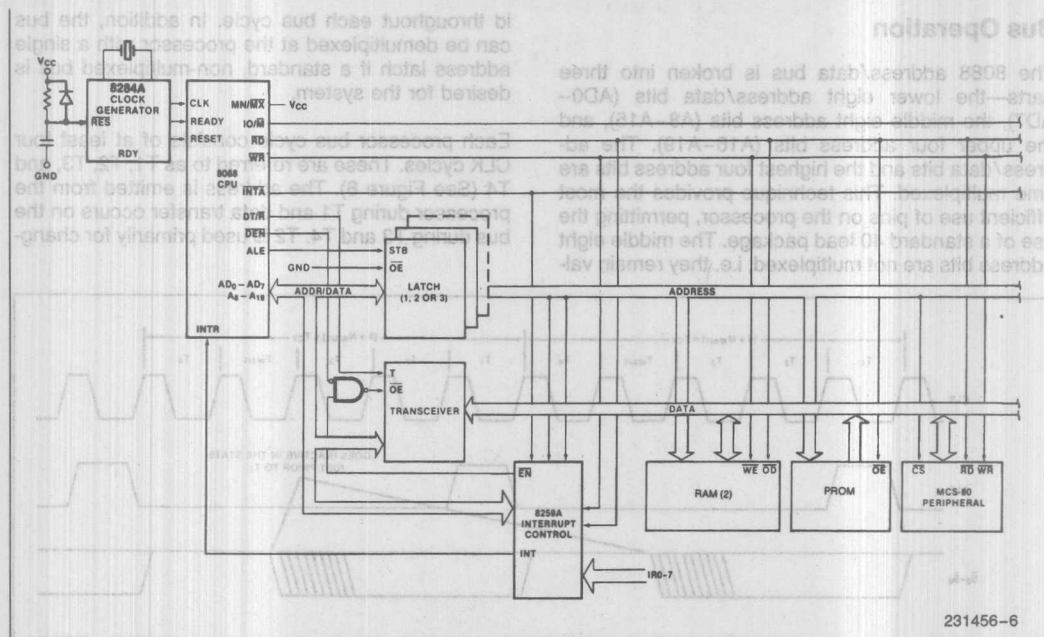 Bus Operation
The 8088 address/data bus is broken into three
parts—the lower eight address/data bits (AD0–
AD7), the middle eight address bits (A8–A15), and
the upper four address bits (A16–A19). The ad-
dress/data bits and the highest four address bits are
time multiplexed. This technique provides the most
efficient use of pins on the processor, permitting the
use of a standard 40 lead package. The middle eight
address bits are not multiplexed, i.e. they remain val-
id throughout each bus cycle. In addition, the bus
can be demultiplexed at the processor with a single
address latch if a standard, non-multiplexed bus is
desired for the system.
Each processor bus cycle consists of at least four
CLK cycles. These are referred to as T1, T2, T3, and
T4 (See Figure 8). The address is emitted from the
processor during T1 and data transfer occurs on the
bus during T3 and T4. T2 is used primarily for chang-
VCC
8284A
CLOCK
GENERATOR
RES
RDY
GND
CLK
READY
RESET
8088
CPU
MN/MX
VCC
IO/M
RD
WR
INTA
DT/R
DEN
ALE
AD0 – AD7
A8 – A19
INTR
GND
ADDR/DATA
STB
OE
LATCH
(1, 2 OR 3)
ADDRESS
T
OE
TRANSCEIVER
DATA
GOES INACTIVE IN THE STATE
JUST PRIOR TO T4
EN
8259A
INTERRUPT
CONTROL
INT
IR0-7
WE OD
RAM (2)
OE
PROM
CS
RD WR
MCS-80
PERIPHERAL
231456–6